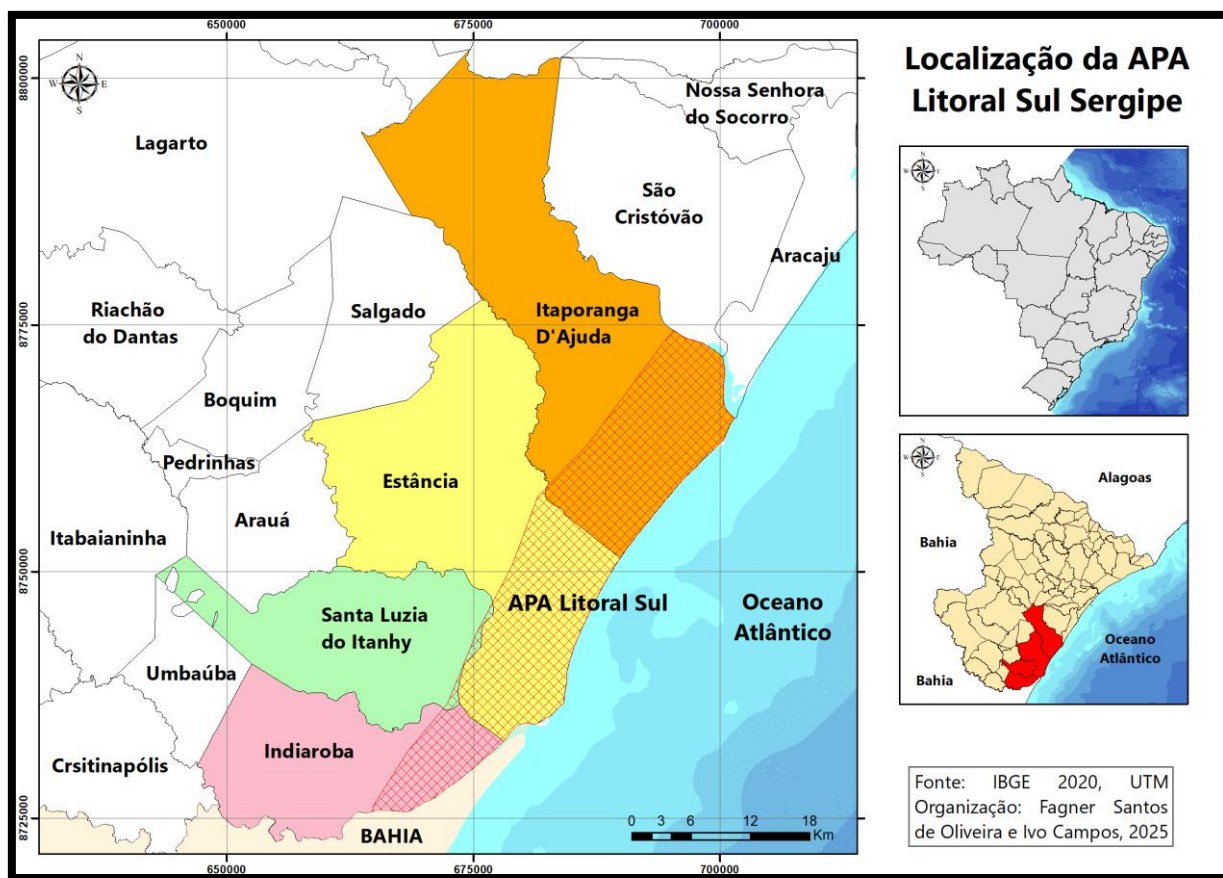 650000
675000
700000
8800000
8775000
8750000
8725000
N
W
E
S
Lagarto
Nossa Senhora
do Socorro
São
Cristóvão
Aracaju
Riachão
do Dantas
Salgado
Itaporanga
D'Ajuda
Boquim
Pedrinhas
Estância
Arauá
Itabaianinha
Santa Luzia
do Itanhy
APA Litoral Sul
Oceano
Atlântico
Umbaúba
Indiaroba
Crsitinapólis
BAHIA
0 3 6 12 18
Km
650000
675000
700000
Localização da APA
Litoral Sul Sergipe
N
W
E
S
N
W
E
S
Alagoas
Bahia
Oceano
Atlântico
Bahia
Fonte: IBGE 2020, UTM
Organização: Fagner Santos
de Oliveira e Ivo Campos, 2025